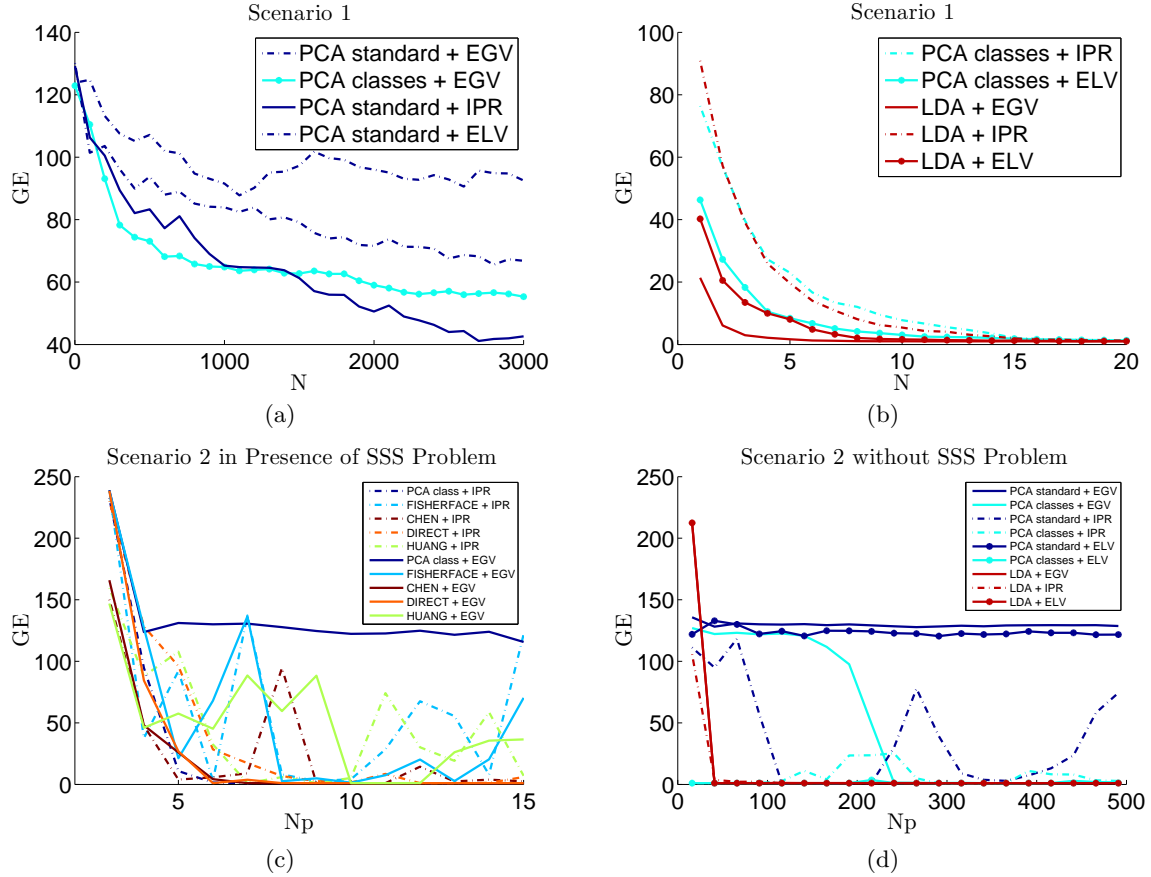 Scenario 1
GE
140
120
100
80
60
40
PCA standard + EGV
PCA classes + EGV
PCA standard + IPR
PCA standard + ELV
0
1000
2000
3000
N
(a)
Scenario 1
GE
100
80
60
40
20
0
PCA classes + IPR
PCA classes + ELV
LDA + EGV
LDA + IPR
LDA + ELV
0
5
10
15
20
N
(b)
Scenario 2 in Presence of SSS Problem
GE
250
200
150
100
50
0
PCA class + IPR
FISHERFACE + IPR
CHEN + IPR
DIRECT + IPR
HUANG + IPR
PCA class + EGV
FISHERFACE + EGV
CHEN + EGV
DIRECT + EGV
HUANG + EGV
5
10
15
Np
(c)
Scenario 2 without SSS Problem
GE
250
200
150
100
50
0
PCA standard + EGV
PCA classes + EGV
PCA standard + IPR
PCA classes + IPR
PCA standard + ELV
PCA classes + ELV
LDA + EGV
LDA + IPR
LDA + ELV
0
100
200
300
400
500
Np
(d)